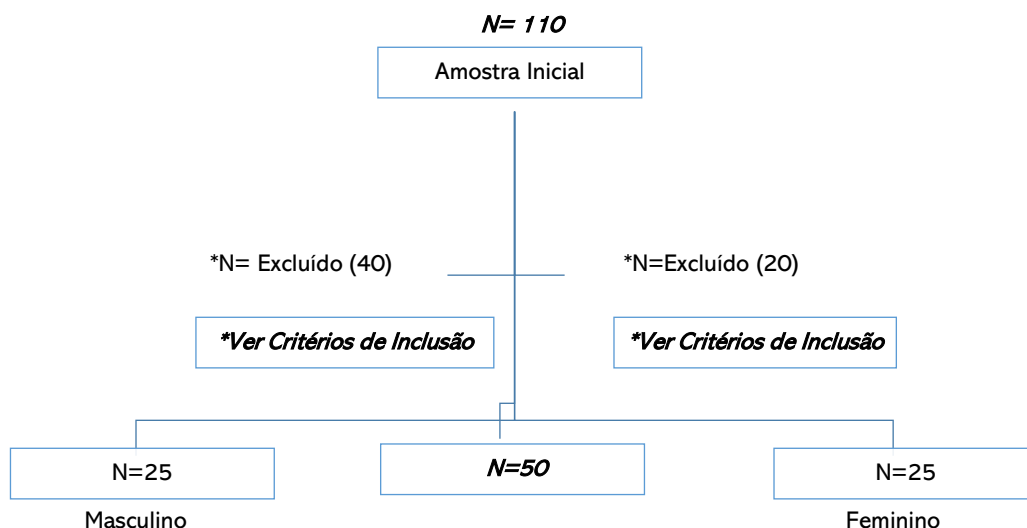 N= 110
Amostra Inicial
*N= Excluído (40)
*N=Excluído (20)
*Ver Critérios de Inclusão
*Ver Critérios de Inclusão
N=25
N=50
N=25
Masculino
Feminino